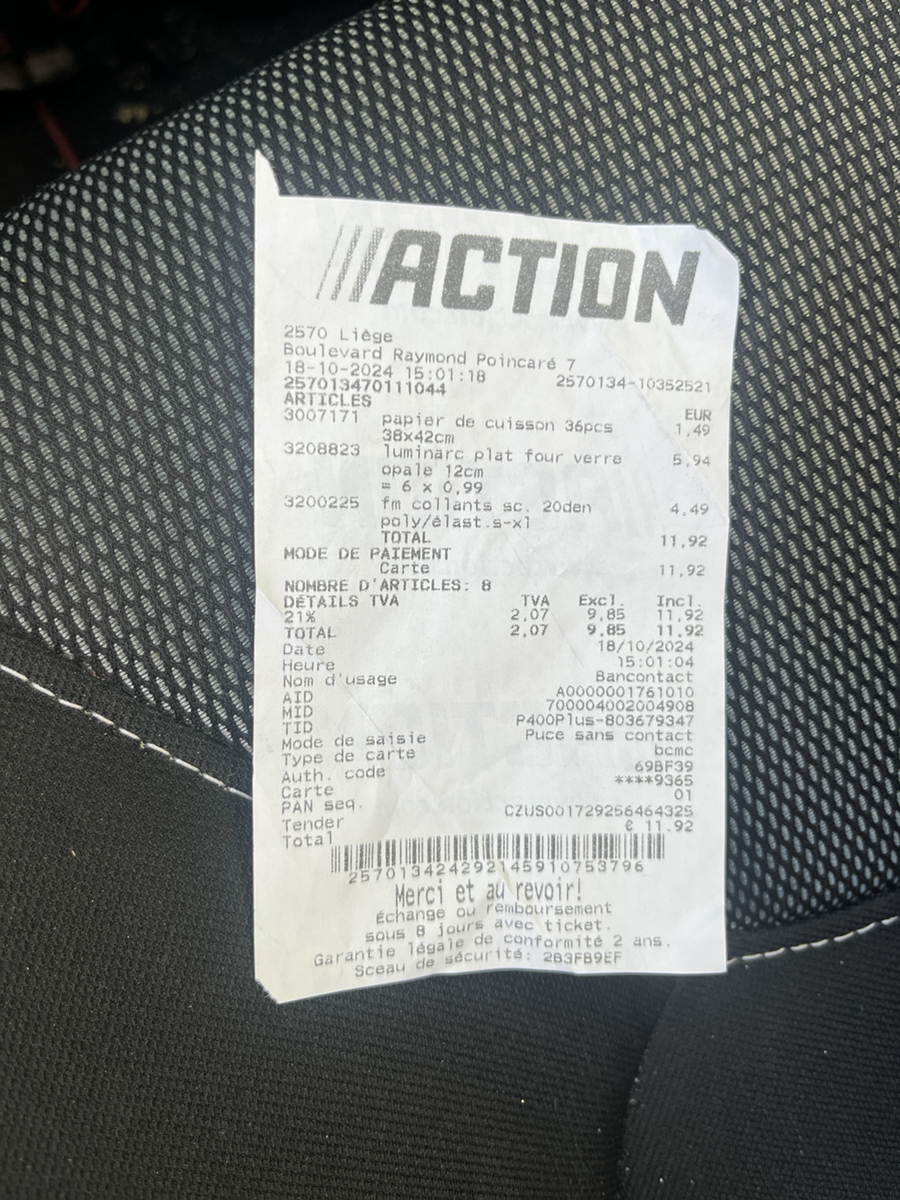 ///ACTION
2570 Liège
Boulevard Raymond Poincaré 7
18-10-2024 15:01:18 2570134-10352521
257013470111044
ARTICLES EUR
3007171 papier de cuisson 36pcs 1,49
38x42cm
3208823 luminarc plat four verre 5,94
opale 12cm
= 6 x 0,99
3200225 fm collants sc. 20den 4,49
poly/élast.s-xl
TOTAL 11,92
MODE DE PAIEMENT
Carte 11,92
NOMBRE D'ARTICLES: 8
DÉTAILS TVA TVA Excl. Incl.
21% 2,07 9,85 11,92
TOTAL 2,07 9,85 11,92
Date 18/10/2024
Heure 15:01:04
Nom d'usage Bancontact
AID A0000001761010
MID 700004002004908
TID P400Plus-803679347
Mode de saisie Puce sans contact
Type de carte bcmc
Auth. code 69BF39
Carte ****9365
PAN seq. 01
Tender CZUS001729256464325
Total € 11.92
257013424292145910753796
Merci et au revoir!
Échange ou remboursement
sous 8 jours avec ticket.
Garantie légale de conformité 2 ans.
Sceau de sécurité: 2B3FB9EF